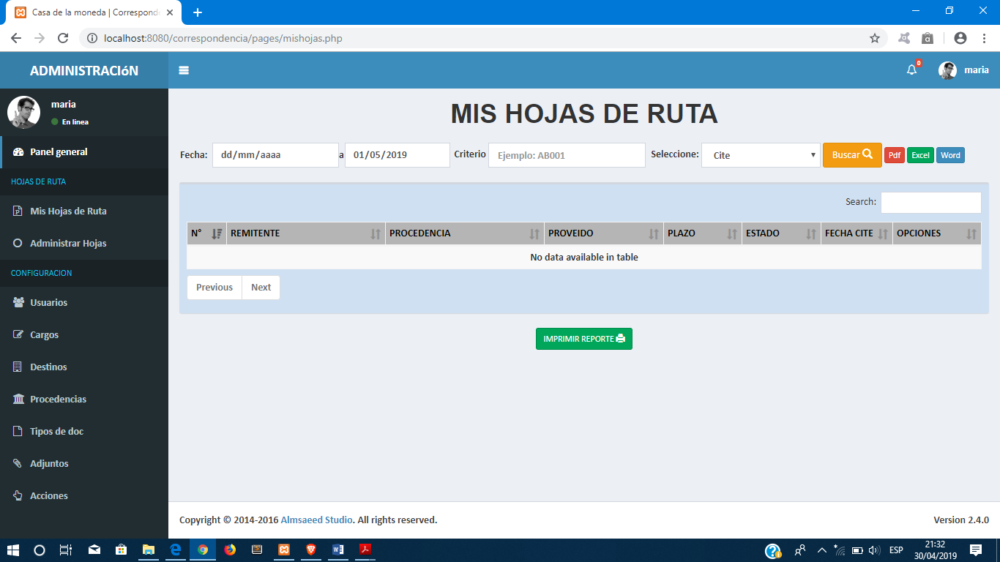 Casa de la moneda | Correspond
localhost:8080/correspondencia/pages/mishojas.php
ADMINISTRACIóN
0
maria
maria
En linea
Panel general
HOJAS DE RUTA
Mis Hojas de Ruta
Administrar Hojas
CONFIGURACION
Usuarios
Cargos
Destinos
Procedencias
Tipos de doc
Adjuntos
Acciones
MIS HOJAS DE RUTA
Fecha: dd/mm/aaaa a 01/05/2019 Criterio Ejemplo: AB001 Seleccione: Cite Buscar Pdf Excel Word
Search:
N° REMITENTE PROCEDENCIA PROVEIDO PLAZO ESTADO FECHA CITE OPCIONES
No data available in table
Previous Next
IMPRIMIR REPORTE
Copyright © 2014-2016 Almsaeed Studio. All rights reserved. Version 2.4.0
ESP
21:32
30/04/2019